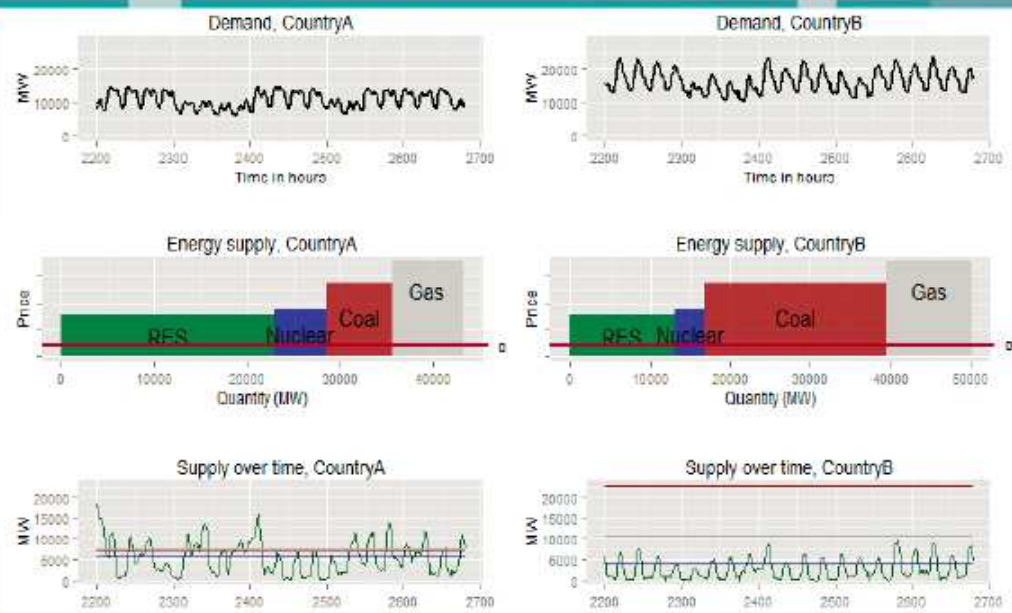 Demand, CountryA
Demand, CountryB
MW
20000
10000
0
2200 2300 2400 2500 2600 2700
Time in hours
MW
20000
10000
0
2200 2300 2400 2500 2600 2700
Time in hours
Energy supply, CountryA
Energy supply, CountryB
Price
RES
Nuclear
Coal
Gas
0 10000 20000 30000 40000
Quantity (MW)
Price
RES
Nuclear
Coal
Gas
0 10000 20000 30000 40000 50000
Quantity (MW)
Supply over time, CountryA
Supply over time, CountryB
MW
20000
15000
10000
5000
0
2200 2300 2400 2500 2600 2700
MW
20000
15000
10000
5000
0
2200 2300 2400 2500 2600 2700